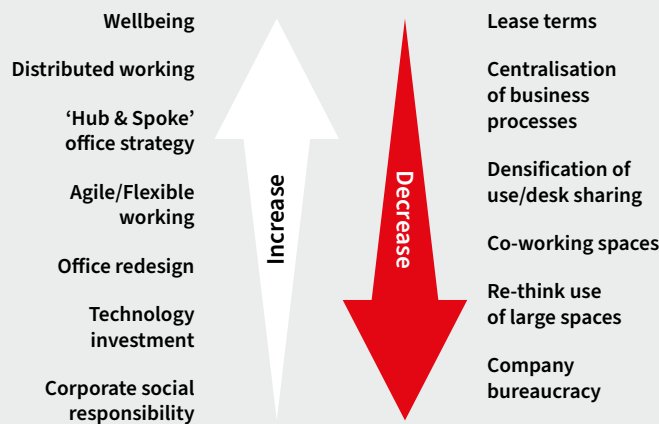 Wellbeing
Distributed working
‘Hub & Spoke’
office strategy
Agile/Flexible
working
Office redesign
Technology
investment
Corporate social
responsibility
Increase
Decrease
Lease terms
Centralisation
of business
processes
Densification of
use/desk sharing
Co-working spaces
Re-think use
of large spaces
Company
bureaucracy